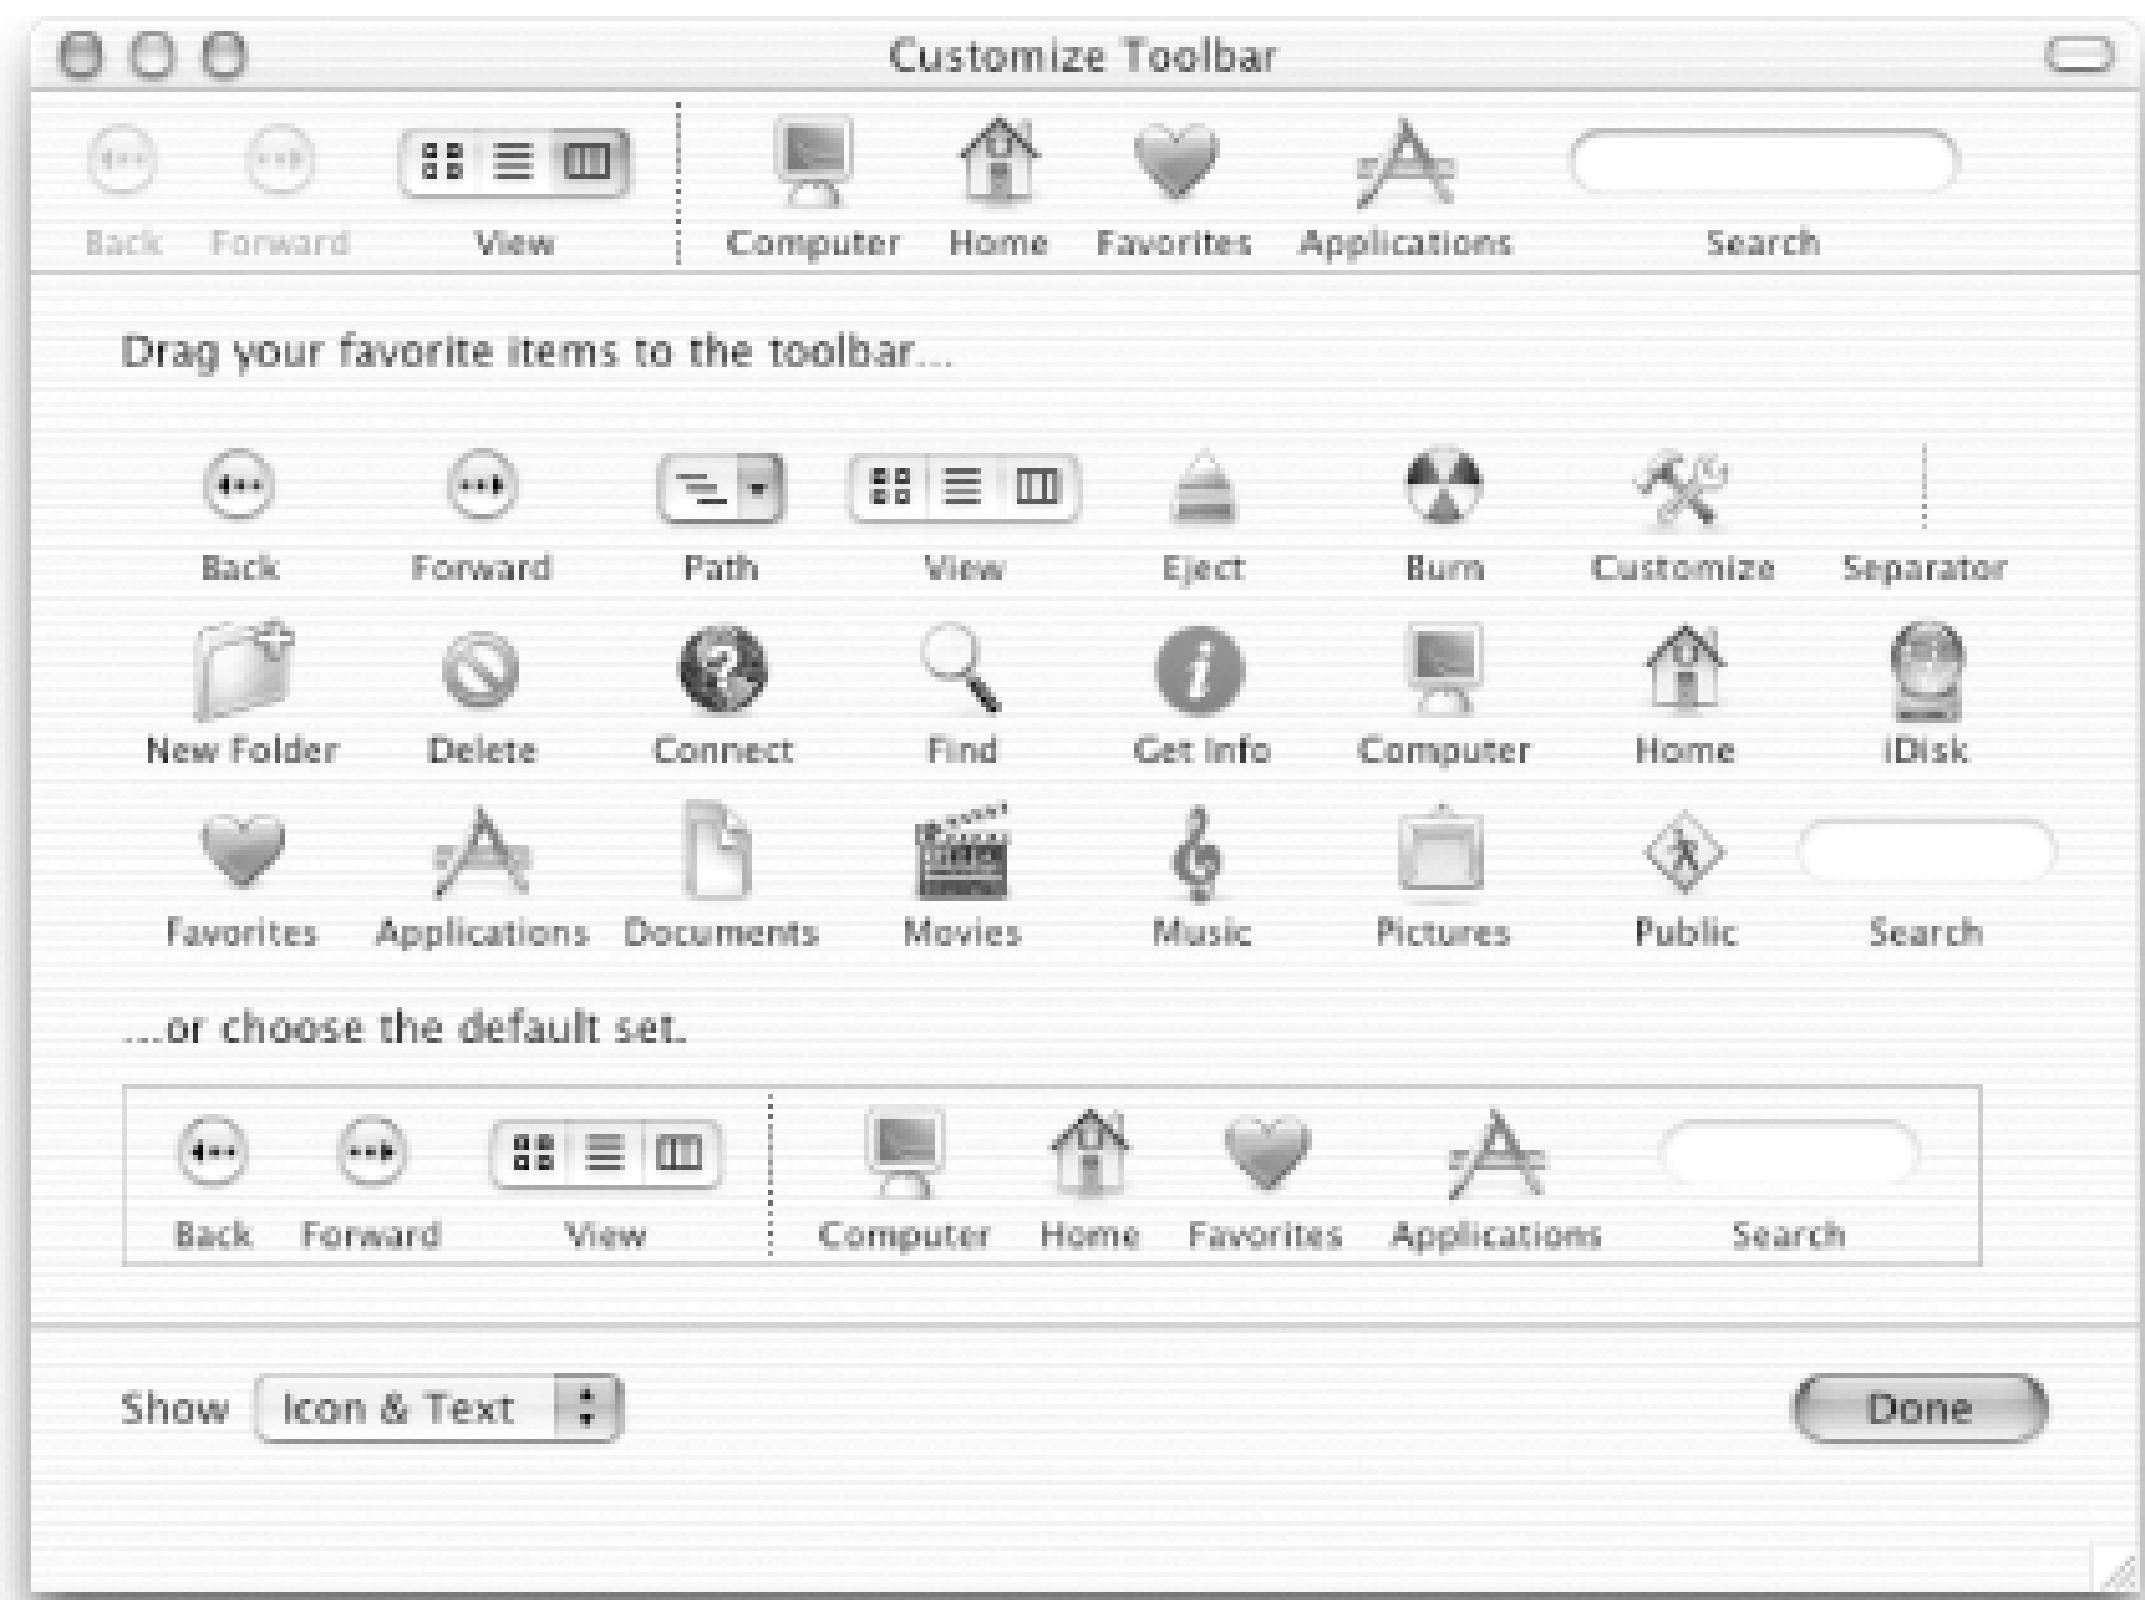 Customize Toolbar
Back Forward View Computer Home Favorites Applications Search
Drag your favorite items to the toolbar...
Back Forward Path View Eject Burn Customize Separator
New Folder Delete Connect Find Get Info Computer Home iDisk
Favorites Applications Documents Movies Music Pictures Public Search
...or choose the default set.
Back Forward View Computer Home Favorites Applications Search
Show Icon & Text Done